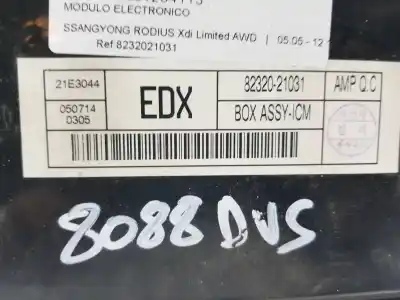 MODULO ELECTRONICO
SSANGYONG RODIUS Xdi Limited AWD | 05.05 - 12
Ref 8232021031
21E3044
050714
D305
EDX
82320-21031
BOX ASSY-ICM
AMP Q.C
8088 DVS